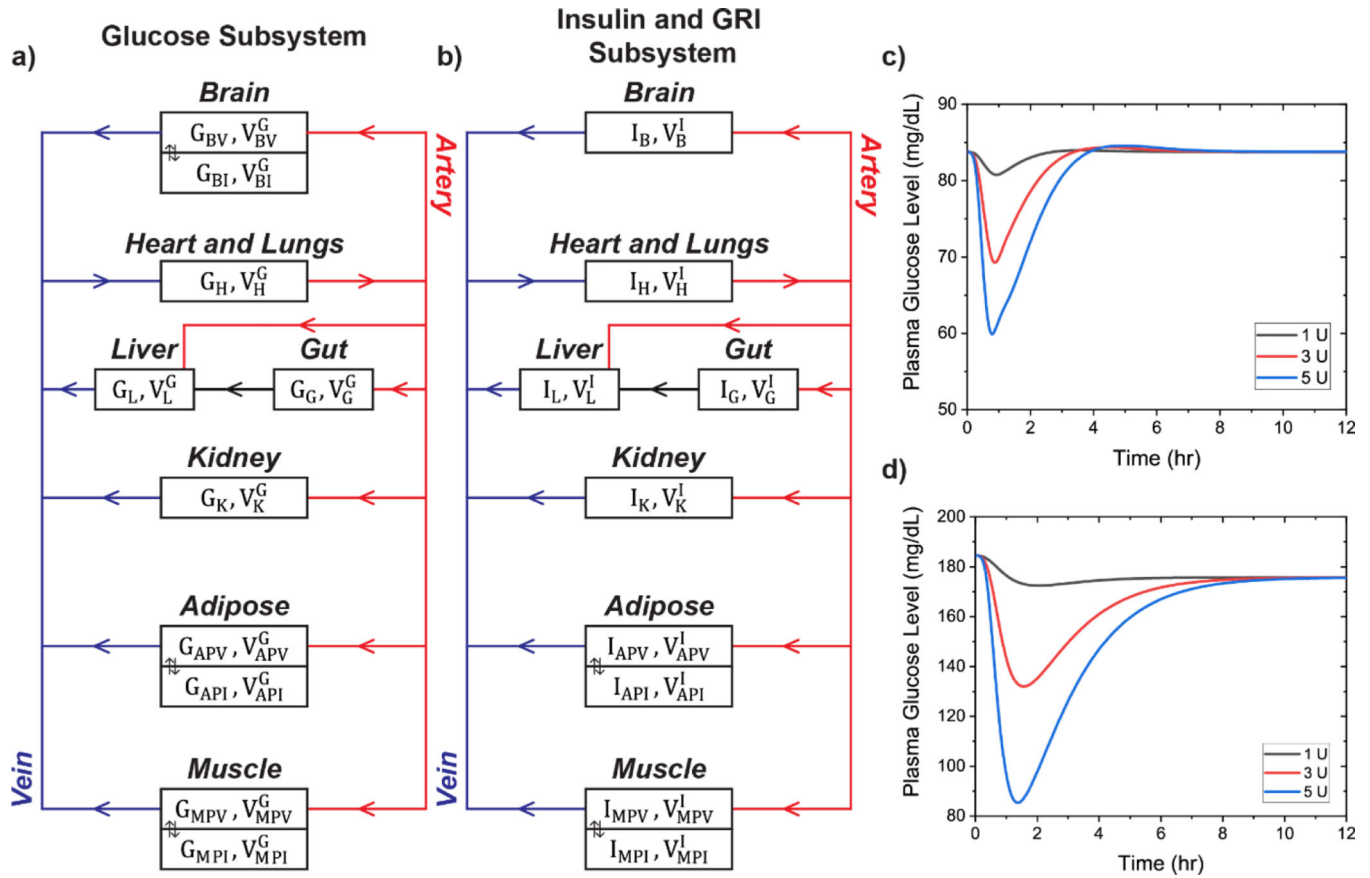 a)
Glucose Subsystem
Brain
G_BV, V^G_BV
G_BI, V^G_BI
Heart and Lungs
G_H, V^G_H
Liver
G_L, V^G_L
Gut
G_G, V^G_G
Kidney
G_K, V^G_K
Adipose
G_APV, V^G_APV
G_API, V^G_API
Muscle
G_MPV, V^G_MPV
G_MPI, V^G_MPI
Vein
Artery
b)
Insulin and GRI
Subsystem
Brain
I_B, V^I_B
Heart and Lungs
I_H, V^I_H
Liver
I_L, V^I_L
Gut
I_G, V^I_G
Kidney
I_K, V^I_K
Adipose
I_APV, V^I_APV
I_API, V^I_API
Muscle
I_MPV, V^I_MPV
I_MPI, V^I_MPI
Vein
Artery
c)
Plasma Glucose Level (mg/dL)
90
80
70
60
50
0 2 4 6 8 10 12
Time (hr)
1 U
3 U
5 U
d)
Plasma Glucose Level (mg/dL)
200
180
160
140
120
100
80
0 2 4 6 8 10 12
Time (hr)
1 U
3 U
5 U